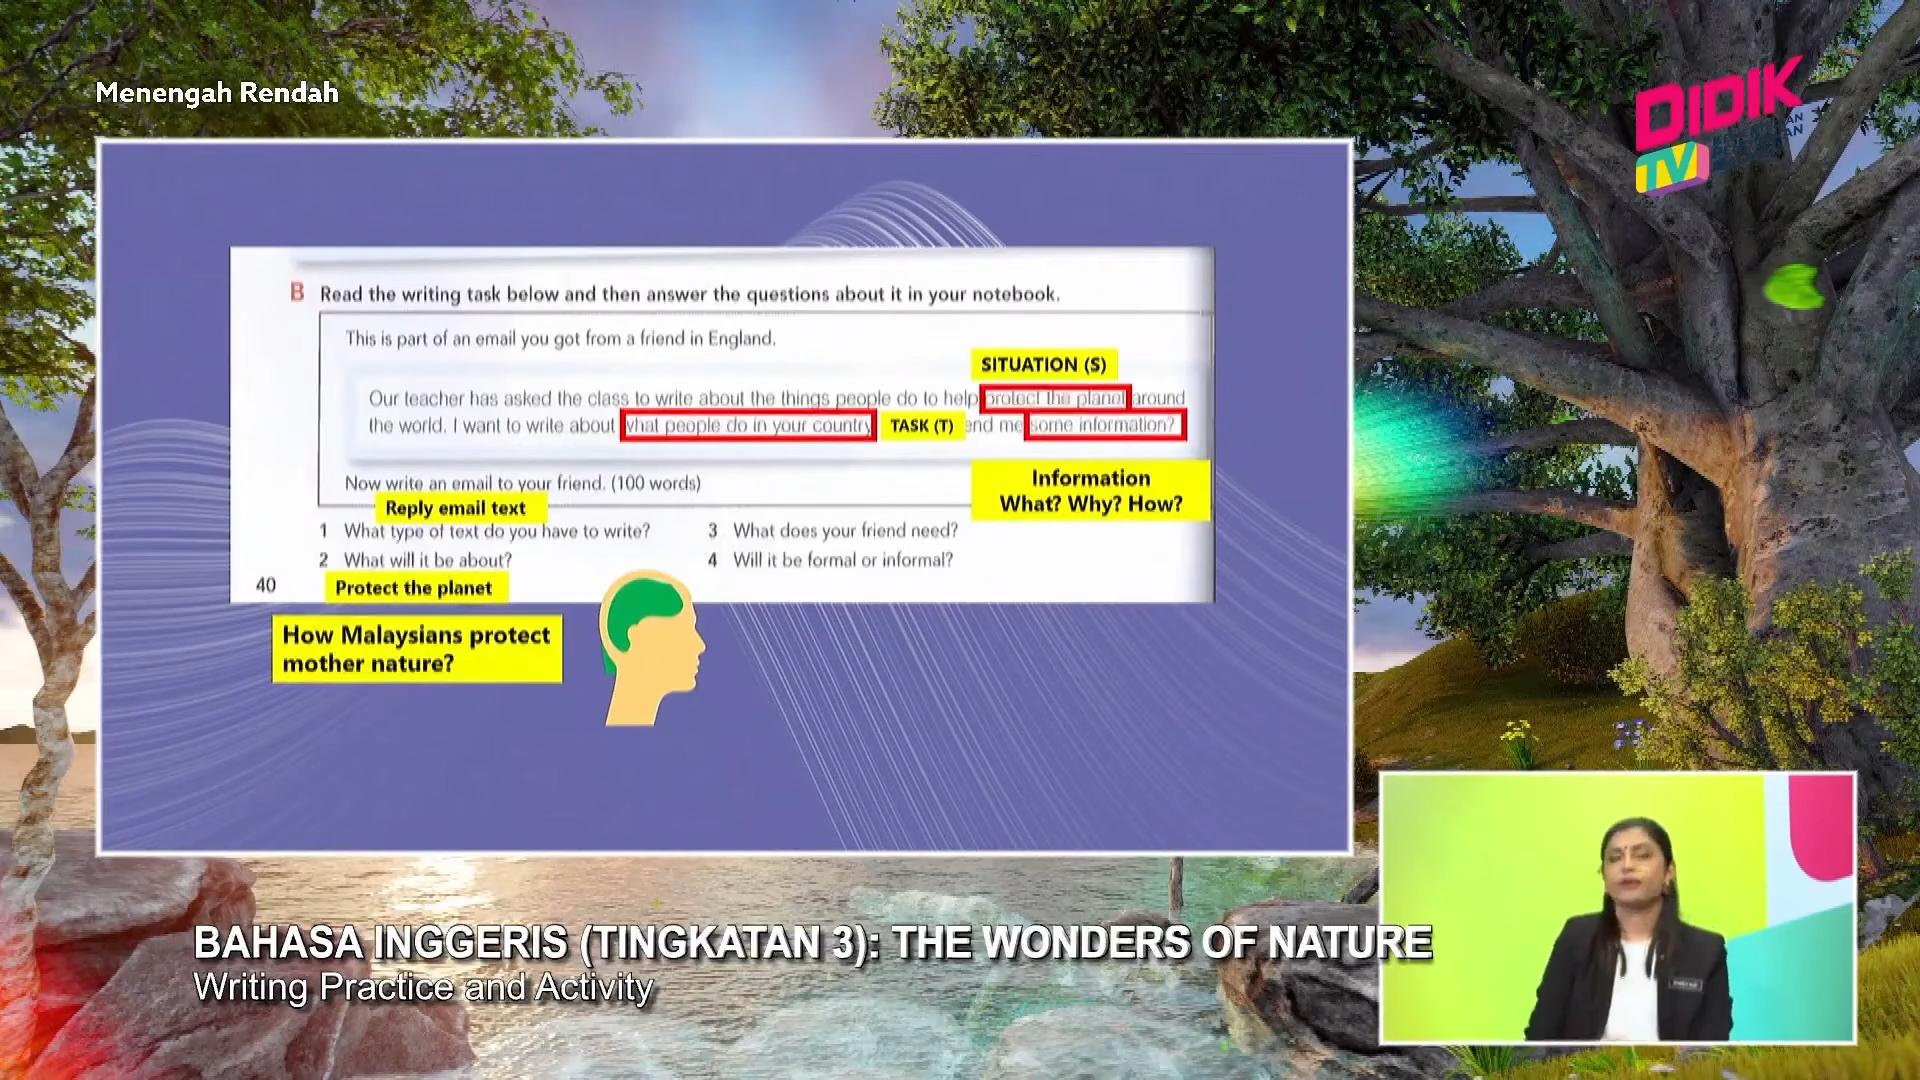 Menengah Rendah
DIDIK
TV
B Read the writing task below and then answer the questions about it in your notebook.
This is part of an email you got from a friend in England.
SITUATION (S)
Our teacher has asked the class to write about the things people do to help protect the planet around
the world. I want to write about what people do in your country TASK (T) end me some information?
Now write an email to your friend. (100 words)
Information
What? Why? How?
Reply email text
1 What type of text do you have to write?
2 What will it be about?
3 What does your friend need?
4 Will it be formal or informal?
40
Protect the planet
How Malaysians protect
mother nature?
BAHASA INGGERIS (TINGKATAN 3): THE WONDERS OF NATURE
Writing Practice and Activity